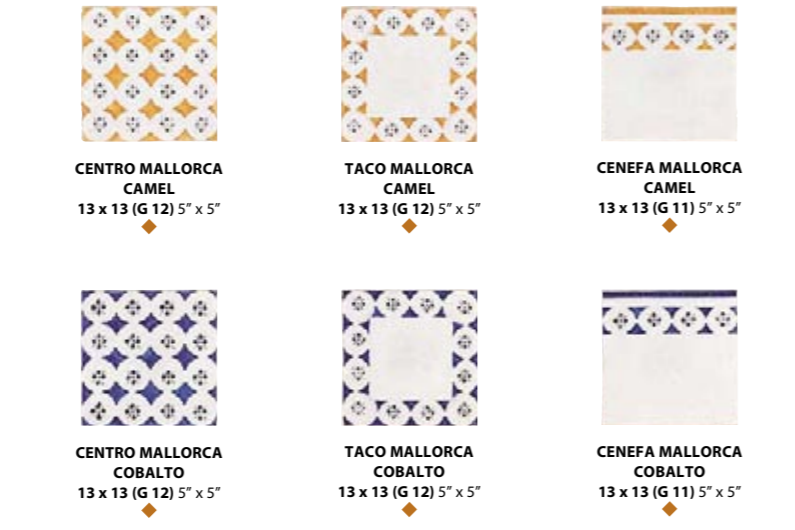 CENTRO MALLORCA
CAMEL
13 x 13 (G 12) 5” x 5”
TACO MALLORCA
CAMEL
13 x 13 (G 12) 5” x 5”
CENEFA MALLORCA
CAMEL
13 x 13 (G 11) 5” x 5”
CENTRO MALLORCA
COBALTO
13 x 13 (G 12) 5” x 5”
TACO MALLORCA
COBALTO
13 x 13 (G 12) 5” x 5”
CENEFA MALLORCA
COBALTO
13 x 13 (G 11) 5” x 5”